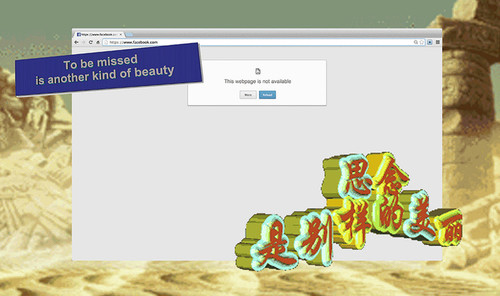 https://www.facebook.com
To be missed
is another kind of beauty
This webpage is not available
More
Reload
思念
是别样的美丽